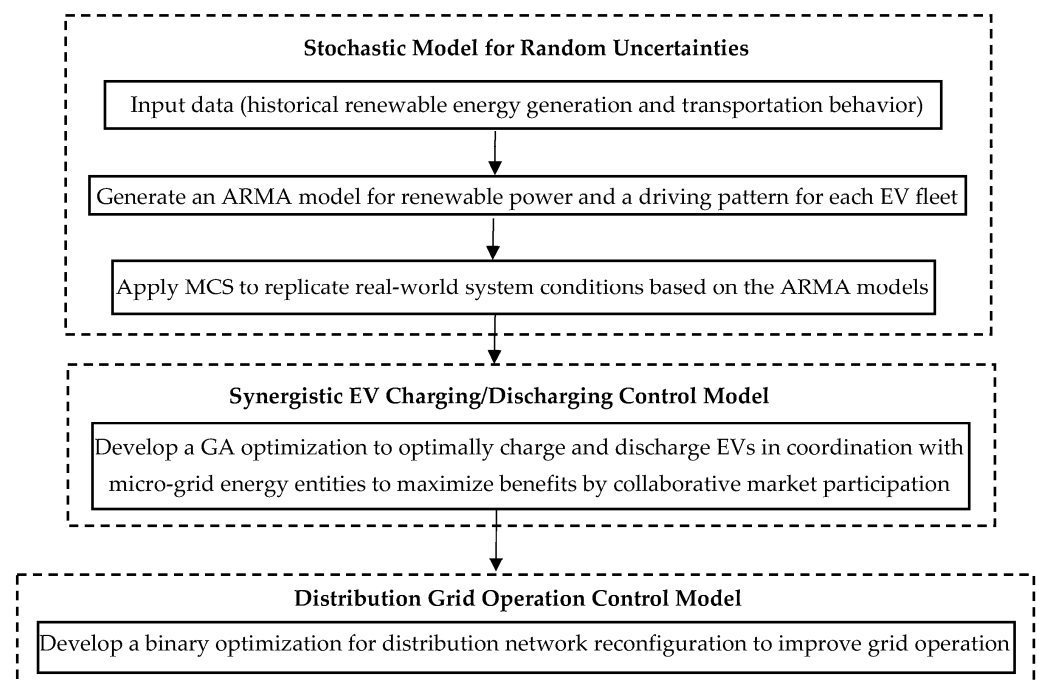 Stochastic Model for Random Uncertainties
Input data (historical renewable energy generation and transportation behavior)
Generate an ARMA model for renewable power and a driving pattern for each EV fleet
Apply MCS to replicate real-world system conditions based on the ARMA models
Synergistic EV Charging/Discharging Control Model
Develop a GA optimization to optimally charge and discharge EVs in coordination with
micro-grid energy entities to maximize benefits by collaborative market participation
Distribution Grid Operation Control Model
Develop a binary optimization for distribution network reconfiguration to improve grid operation